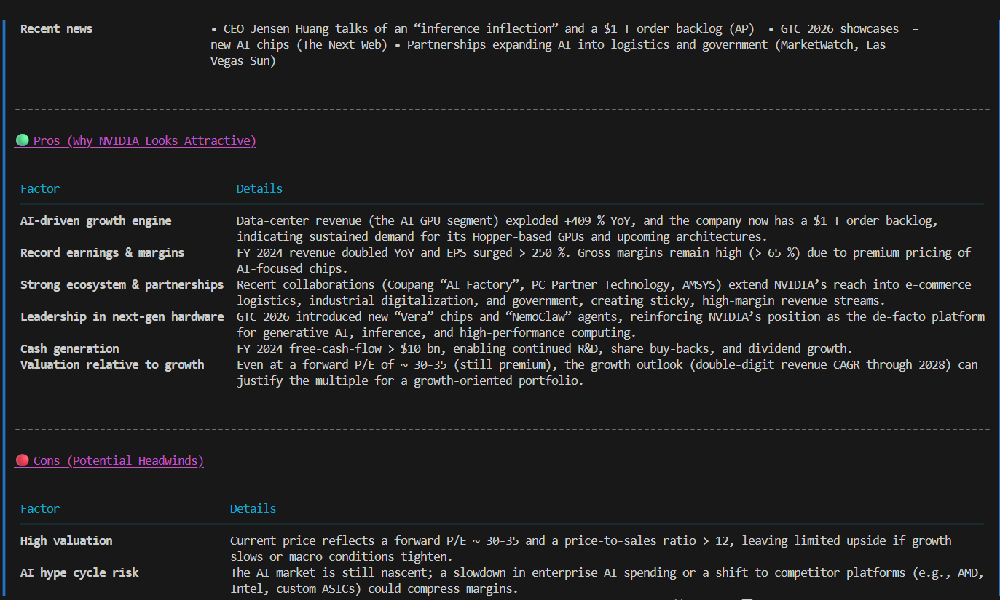 Recent news • CEO Jensen Huang talks of an “inference inflection” and a $1 T order backlog (AP) • GTC 2026 showcases –
new AI chips (The Next Web) • Partnerships expanding AI into logistics and government (MarketWatch, Las
Vegas Sun)
Pros (Why NVIDIA Looks Attractive)
Factor Details
AI-driven growth engine Data-center revenue (the AI GPU segment) exploded +409 % YoY, and the company now has a $1 T order backlog,
indicating sustained demand for its Hopper-based GPUs and upcoming architectures.
Record earnings & margins FY 2024 revenue doubled YoY and EPS surged > 250 %. Gross margins remain high (> 65 %) due to premium pricing of
AI-focused chips.
Strong ecosystem & partnerships Recent collaborations (Coupang “AI Factory”, PC Partner Technology, AMSYS) extend NVIDIA’s reach into e-commerce
logistics, industrial digitalization, and government, creating sticky, high-margin revenue streams.
Leadership in next-gen hardware GTC 2026 introduced new “Vera” chips and “NemoClaw” agents, reinforcing NVIDIA’s position as the de-facto platform
for generative AI, inference, and high-performance computing.
Cash generation FY 2024 free-cash-flow > $10 bn, enabling continued R&D, share buy-backs, and dividend growth.
Valuation relative to growth Even at a forward P/E of ~ 30-35 (still premium), the growth outlook (double-digit revenue CAGR through 2028) can
justify the multiple for a growth-oriented portfolio.
Cons (Potential Headwinds)
Factor Details
High valuation Current price reflects a forward P/E ~ 30-35 and a price-to-sales ratio > 12, leaving limited upside if growth
slows or macro conditions tighten.
AI hype cycle risk The AI market is still nascent; a slowdown in enterprise AI spending or a shift to competitor platforms (e.g., AMD,
Intel, custom ASICs) could compress margins.